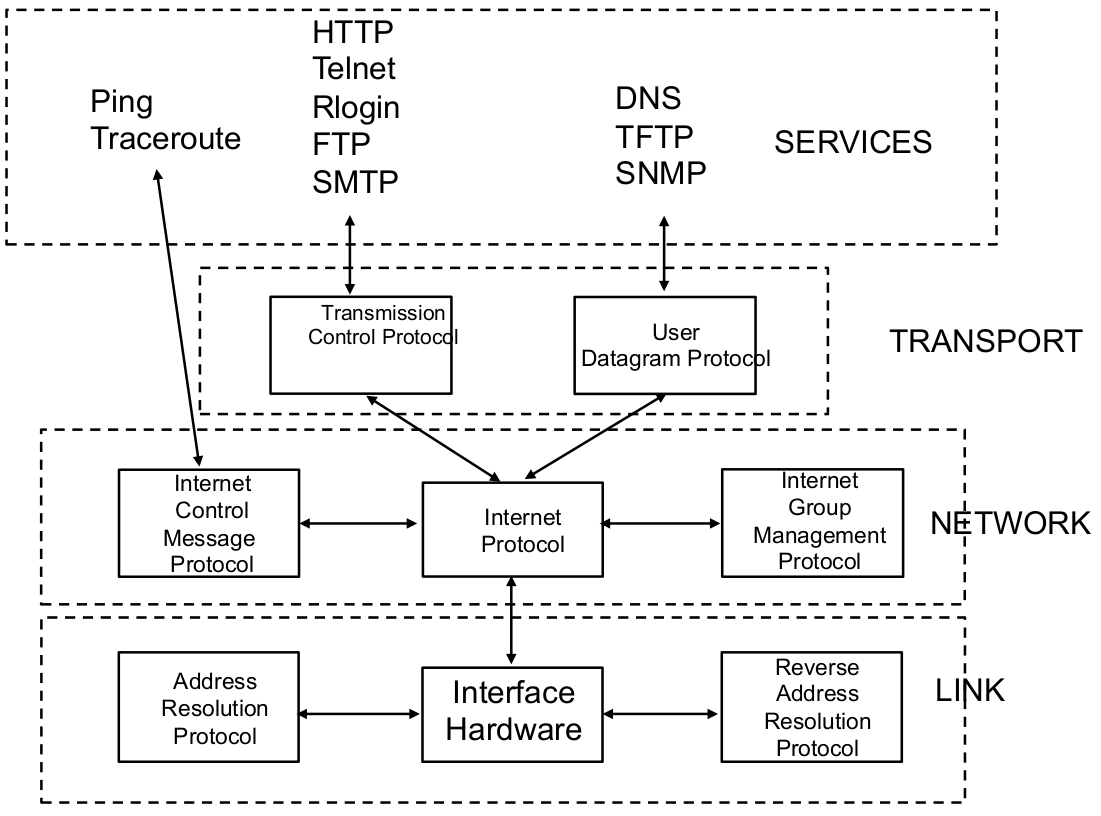 Ping
Traceroute
HTTP
Telnet
Rlogin
FTP
SMTP
DNS
TFTP
SNMP
SERVICES
Transmission
Control Protocol
User
Datagram Protocol
TRANSPORT
Internet
Control
Message
Protocol
Internet
Protocol
Internet
Group
Management
Protocol
NETWORK
Address
Resolution
Protocol
Interface
Hardware
Reverse
Address
Resolution
Protocol
LINK